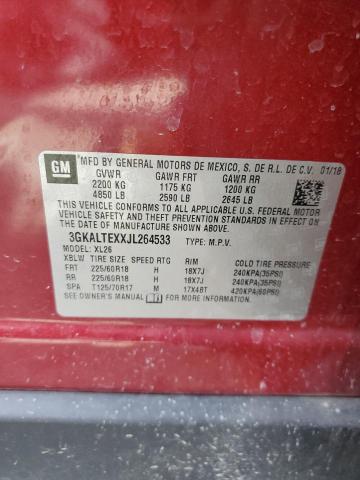 GM
MFD BY GENERAL MOTORS DE MEXICO, S. DE R.L. DE C.V. 01/18
GVWR GAWR FRT GAWR RR
2200 KG 1175 KG 1200 KG
4850 LB 2590 LB 2645 LB
THIS VEHICLE CONFORMS TO ALL APPLICABLE U.S. FEDERAL
MOTOR VEHICLE SAFETY, BUMPER, AND THEFT
PREVENTION STANDARDS IN EFFECT ON
THE DATE OF MANUFACTURE SHOWN ABOVE.
3GKALTEXXJL264533 TYPE: M.P.V.
MODEL: XL26
XBLW TIRE SIZE SPEED RTG RIM COLD TIRE PRESSURE
FRT 225/60R18 H 18X7J 240KPA(35PSI)
RR 225/60R18 H 18X7J 240KPA(35PSI)
SPA T125/70R17 M 17X4BT 420KPA(60PSI)
SEE OWNER'S MANUAL FOR MORE INFORMATION.